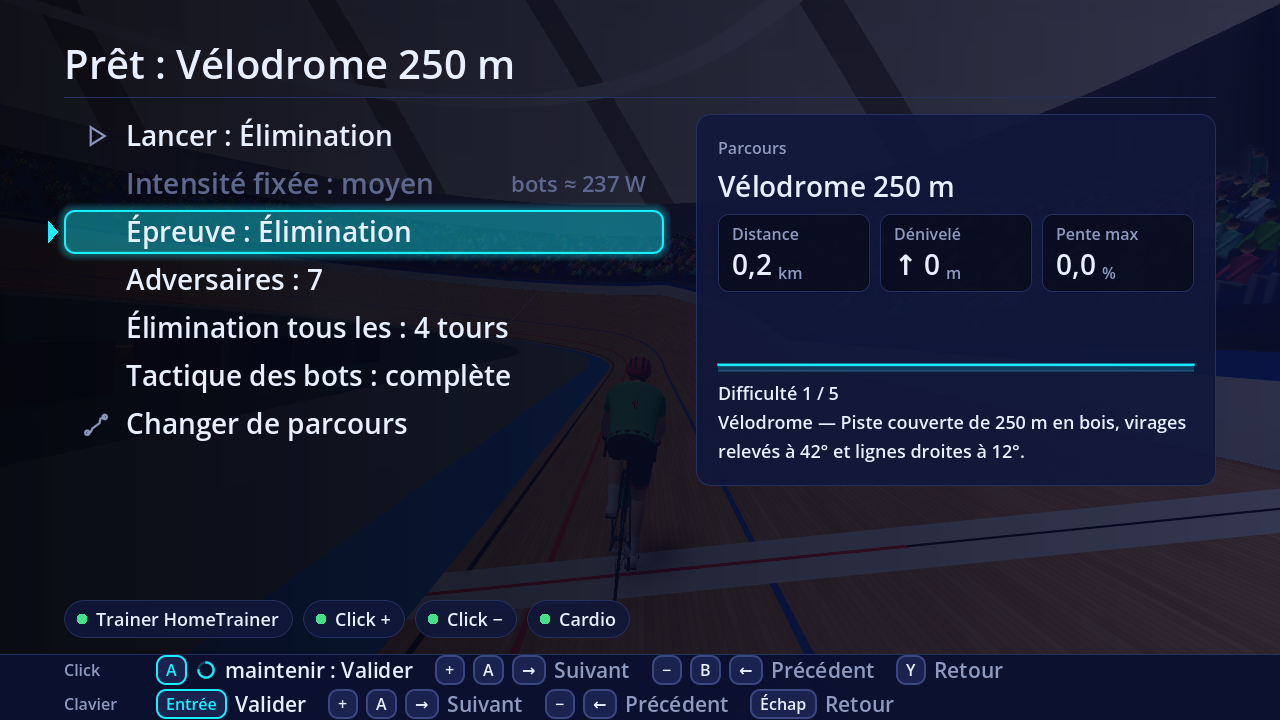 Prêt : Vélodrome 250 m
Lancer : Élimination
Intensité fixée : moyen bots ≈ 237 W
Épreuve : Élimination
Adversaires : 7
Élimination tous les : 4 tours
Tactique des bots : complète
Changer de parcours
Parcours
Vélodrome 250 m
Distance Dénivelé Pente max
0,2 km ↑ 0 m 0,0 %
Difficulté 1 / 5
Vélodrome — Piste couverte de 250 m en bois, virages
relevés à 42° et lignes droites à 12°.
Trainer HomeTrainer Click + Click − Cardio
Click A maintenir : Valider + A → Suivant − B ← Précédent Y Retour
Clavier Entrée Valider + A → Suivant − ← Précédent Échap Retour